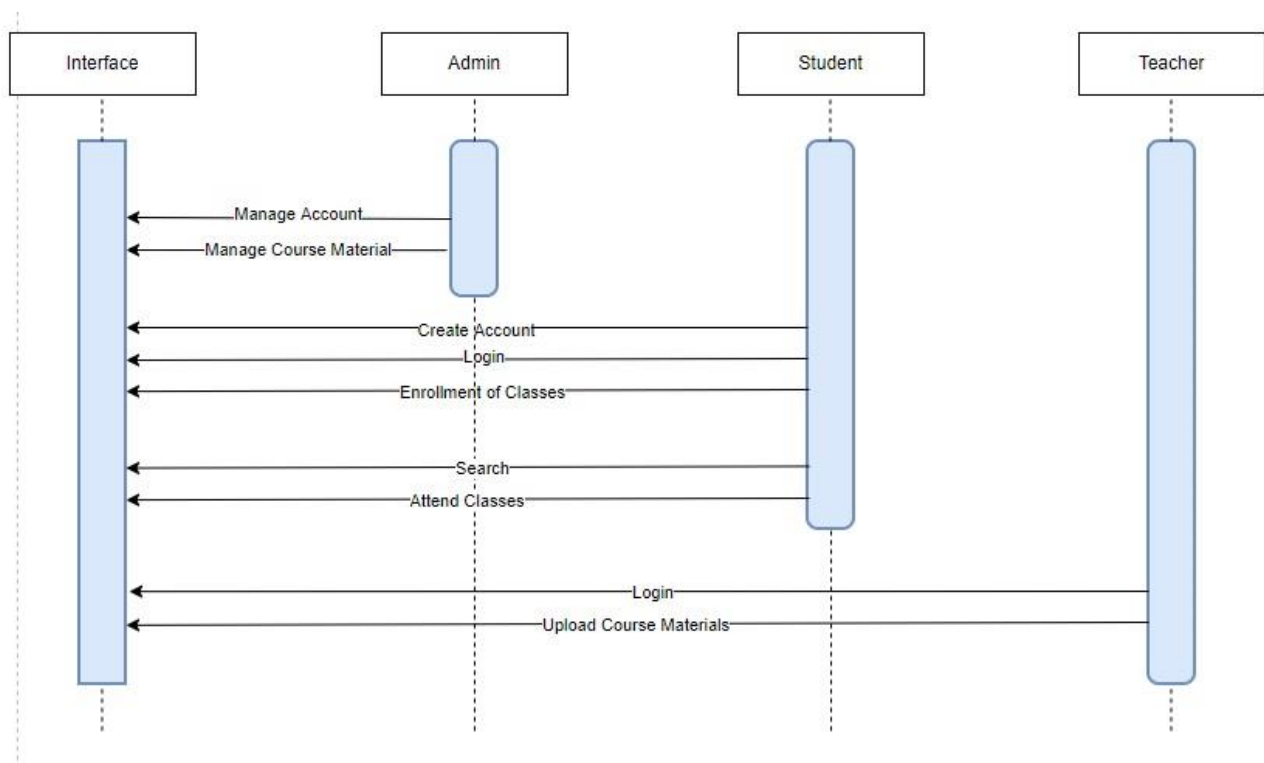 Interface
Admin
Student
Teacher
Manage Account
Manage Course Material
Create Account
Login
Enrollment of Classes
Search
Attend Classes
Login
Upload Course Materials